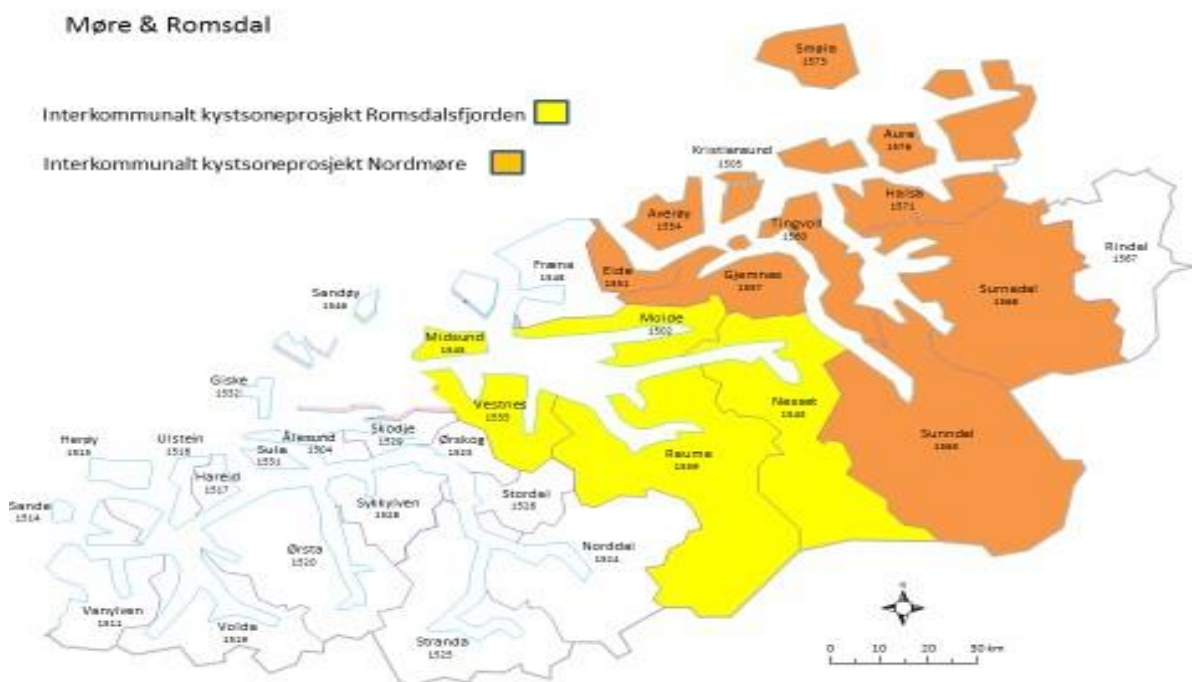 Møre & Romsdal
Interkommunalt kystsoneprosjekt Romsdalsfjorden
Interkommunalt kystsoneprosjekt Nordmøre
Smøla
1573
Aure
1576
Kristiansund
1505
Halsa
1571
Averøy
1554
Tingvoll
1560
Rindal
1567
Fræna
1548
Eide
1551
Gjemnes
1557
Surnadal
1566
Sandøy
1546
Molde
1502
Midsund
1545
Giske
1532
Vestnes
1535
Nesset
1543
Herøy
1515
Ulstein
1516
Ålesund
1504
Skodje
1529
Ørskog
1523
Sula
1531
Rauma
1539
Sunndal
1563
Hareid
1517
Sande
1514
Sykkylven
1528
Stordal
1526
Ørsta
1520
Norddal
1524
Vanylven
1511
Volda
1519
Stranda
1525
N
0 10 20 30 km